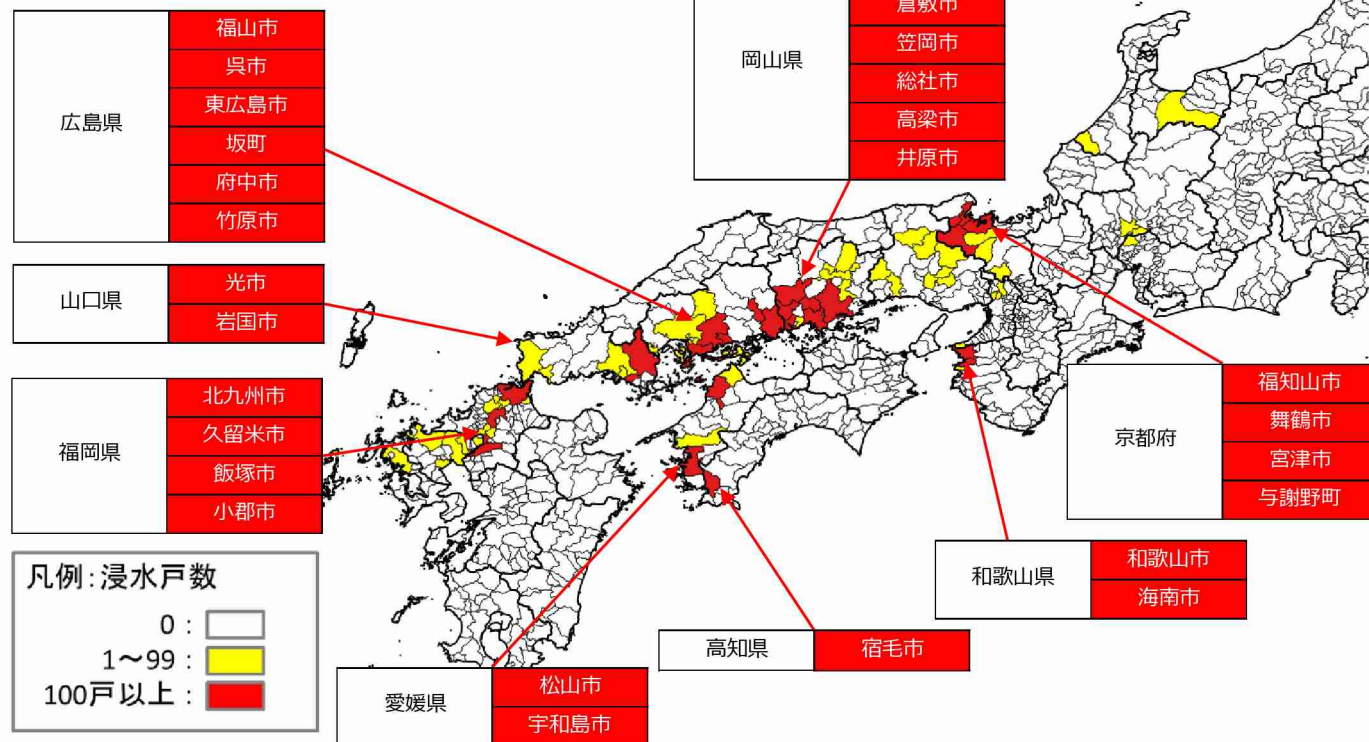 広島県
福山市
呉市
東広島市
坂町
府中市
竹原市
岡山県
倉敷市
笠岡市
総社市
高梁市
井原市
山口県
光市
岩国市
福岡県
北九州市
久留米市
飯塚市
小郡市
京都府
福知山市
舞鶴市
宮津市
与謝野町
和歌山県
和歌山市
海南市
高知県
宿毛市
愛媛県
松山市
宇和島市
凡例:浸水戸数
0 :
1～99 :
100戸以上 :